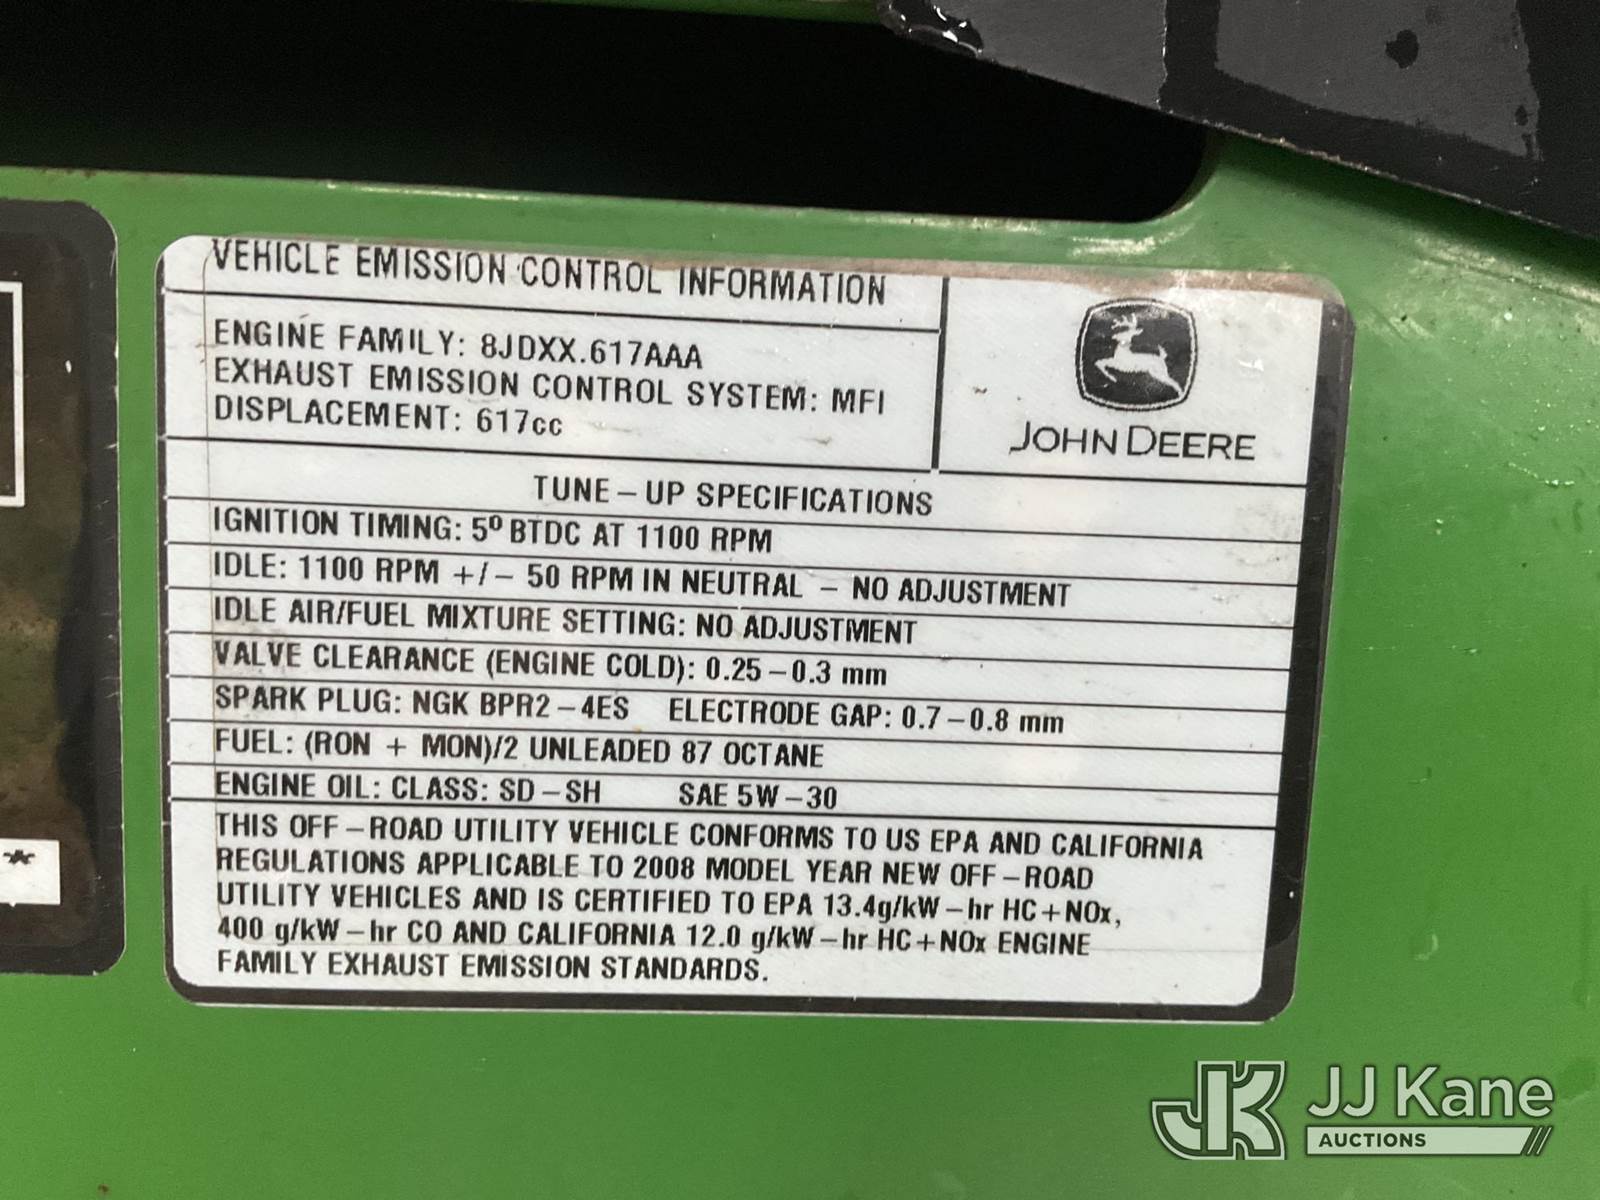 VEHICLE EMISSION CONTROL INFORMATION
ENGINE FAMILY: 8JDXX.617AAA
EXHAUST EMISSION CONTROL SYSTEM: MFI
DISPLACEMENT: 617cc
JOHN DEERE
TUNE-UP SPECIFICATIONS
IGNITION TIMING: 5º BTDC AT 1100 RPM
IDLE: 1100 RPM +/- 50 RPM IN NEUTRAL - NO ADJUSTMENT
IDLE AIR/FUEL MIXTURE SETTING: NO ADJUSTMENT
VALVE CLEARANCE (ENGINE COLD): 0.25-0.3 mm
SPARK PLUG: NGK BPR2-4ES ELECTRODE GAP: 0.7-0.8 mm
FUEL: (RON + MON)/2 UNLEADED 87 OCTANE
ENGINE OIL: CLASS: SD-SH SAE 5W-30
THIS OFF-ROAD UTILITY VEHICLE CONFORMS TO US EPA AND CALIFORNIA
REGULATIONS APPLICABLE TO 2008 MODEL YEAR NEW OFF-ROAD
UTILITY VEHICLES AND IS CERTIFIED TO EPA 13.4g/kW-hr HC+NOx,
400 g/kW-hr CO AND CALIFORNIA 12.0 g/kW-hr HC+NOx ENGINE
FAMILY EXHAUST EMISSION STANDARDS.
*
JK JJ Kane
AUCTIONS